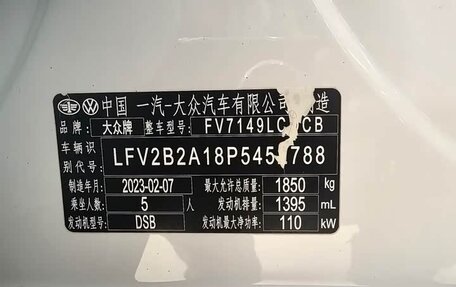 中国 一汽-大众汽车有限公司 制造
大众牌 整车型号 FV7149LC CB
车辆识别代号: LFV2B2A18P545 788
制造年月 2023-02-07 最大允许总质量 1850 kg
乘坐人数 5 人 发动机排量: 1395 mL
发动机型号 DSB 发动机最大净功率: 110 kW